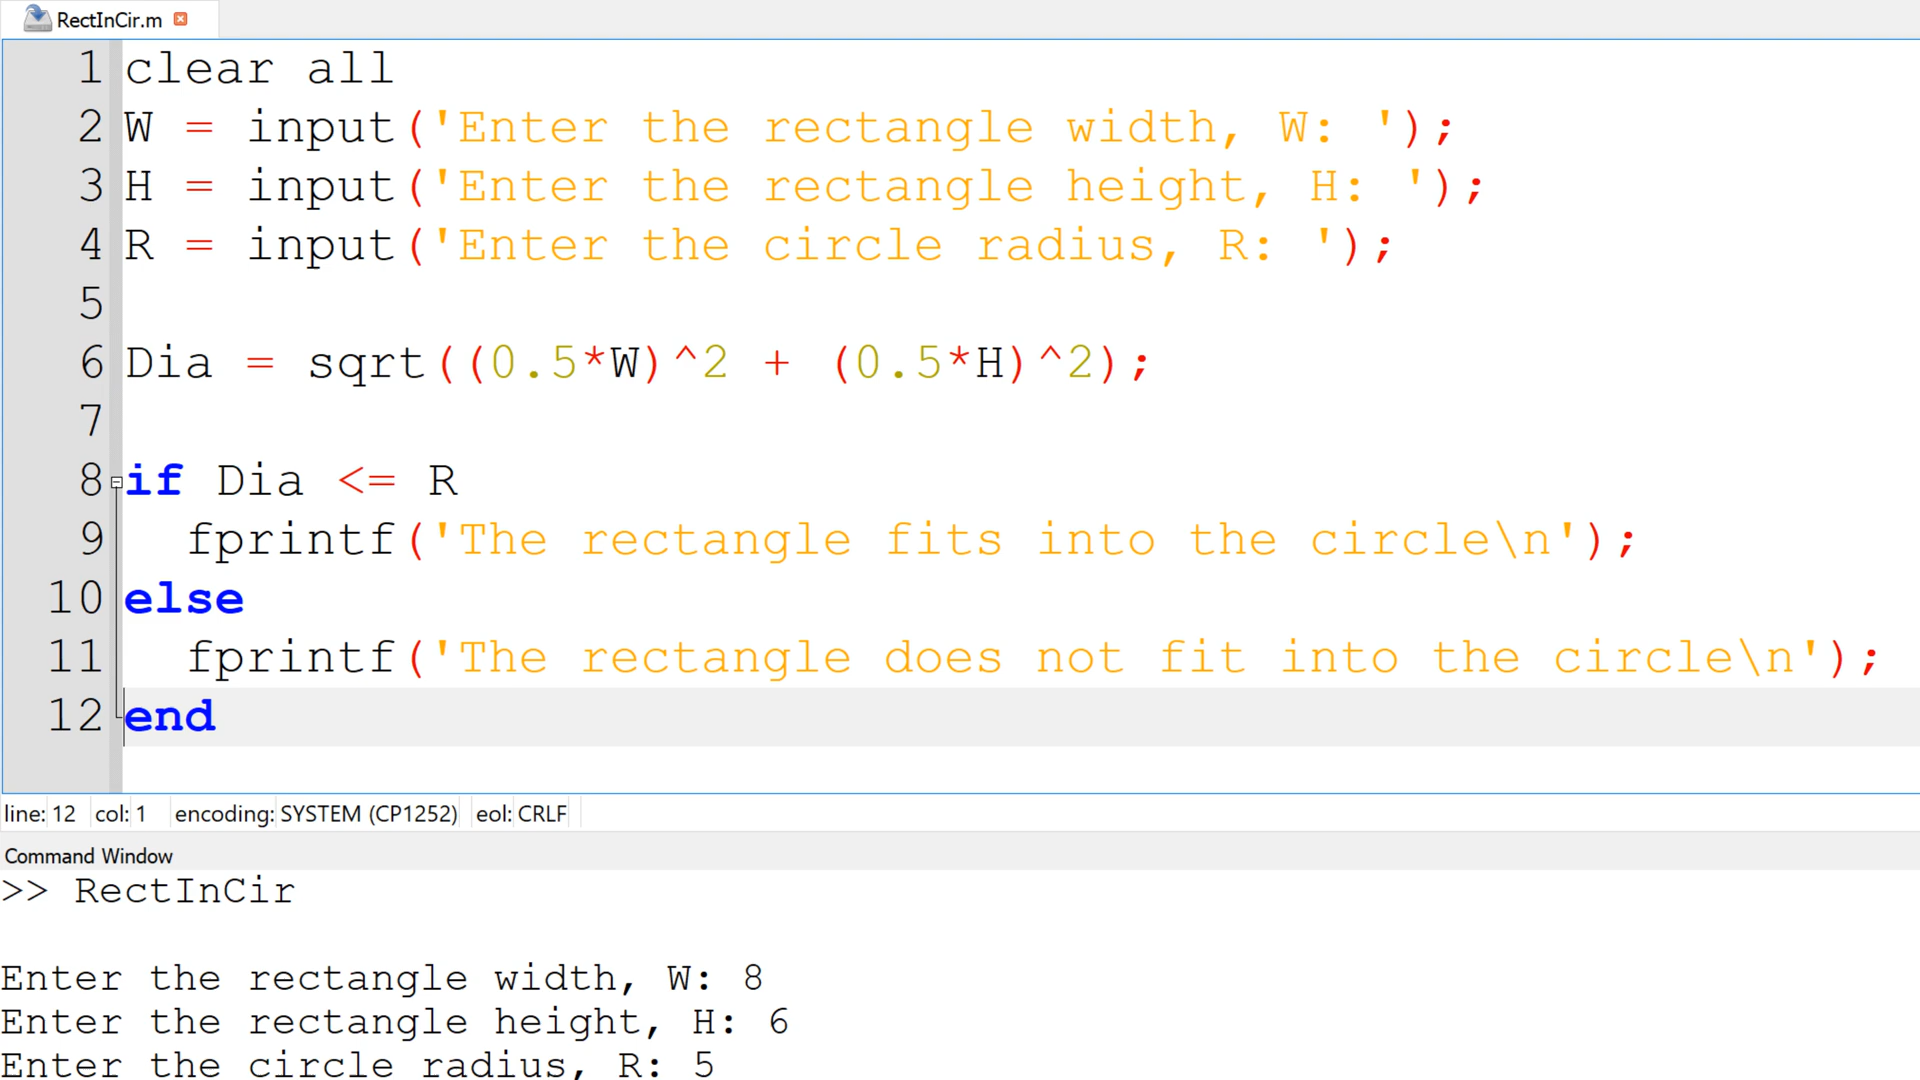 RectInCir.m
1 clear all
2 W = input('Enter the rectangle width, W: ');
3 H = input('Enter the rectangle height, H: ');
4 R = input('Enter the circle radius, R: ');
5
6 Dia = sqrt((0.5*W)^2 + (0.5*H)^2);
7
8 if Dia <= R
9   fprintf('The rectangle fits into the circle\n');
10 else
11   fprintf('The rectangle does not fit into the circle\n');
12 end
line: 12 col: 1 encoding: SYSTEM (CP1252) eol: CRLF
Command Window
>> RectInCir
Enter the rectangle width, W: 8
Enter the rectangle height, H: 6
Enter the circle radius, R: 5